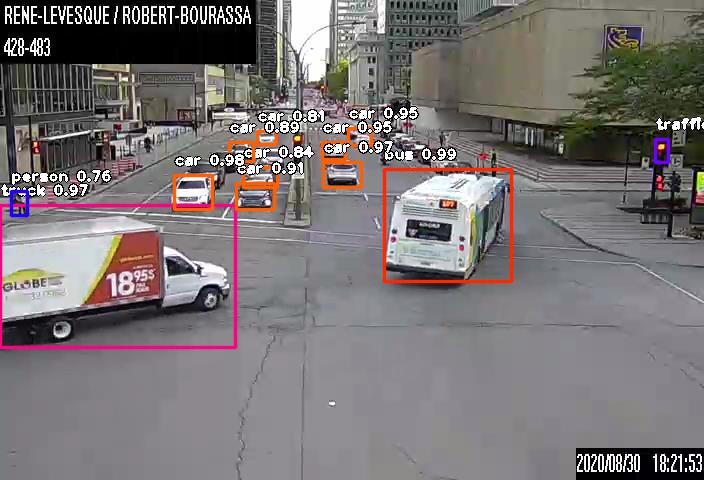 RENE-LEVESQUE / ROBERT-BOURASSA
428-483
car 0.81
car 0.95
car 0.89
car 0.95
car 0.98
car 0.84
car 0.97
bus 0.99
car 0.91
traffic
person 0.76
truck 0.97
GLOBE
18 95$
2020/08/30 18:21:53